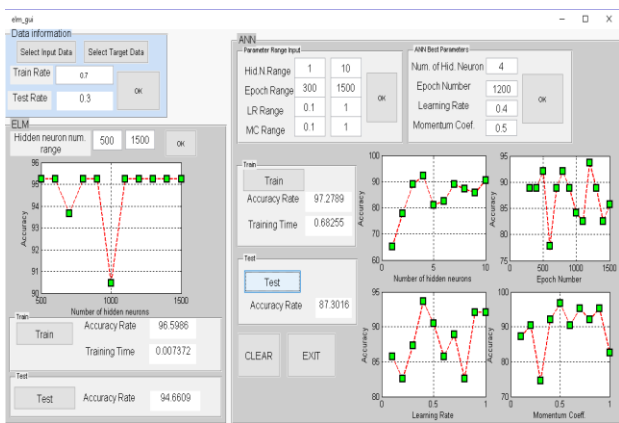 elm_gui
Data information
Select Input Data
Select Target Data
Train Rate
0.7
Test Rate
0.3
OK
ELM
Hidden neuron num. range
500
1500
OK
96
95
94
93
92
91
90
Accuracy
500
1000
1500
Number of hidden neurons
Train
Train
Accuracy Rate
96.5986
Training Time
0.007372
Test
Test
Accuracy Rate
94.6609
ANN
Parameter Range Input
Hid.N.Range
1
10
Epoch Range
300
1500
LR Range
0.1
1
MC Range
0.1
1
OK
ANN Best Parameters
Num. of Hid. Neuron
4
Epoch Number
1200
Learning Rate
0.4
Momentum Coef.
0.5
OK
Train
Train
Accuracy Rate
97.2789
Training Time
0.68255
Test
Test
Accuracy Rate
87.3016
CLEAR
EXIT
100
90
80
70
60
Accuracy
0
5
10
Number of hidden neurons
95
90
85
80
75
Accuracy
0
500
1000
1500
Epoch Number
95
90
85
80
Accuracy
0
0.5
1
Learning Rate
100
90
80
70
Accuracy
0
0.5
1
Momentum Coeff.